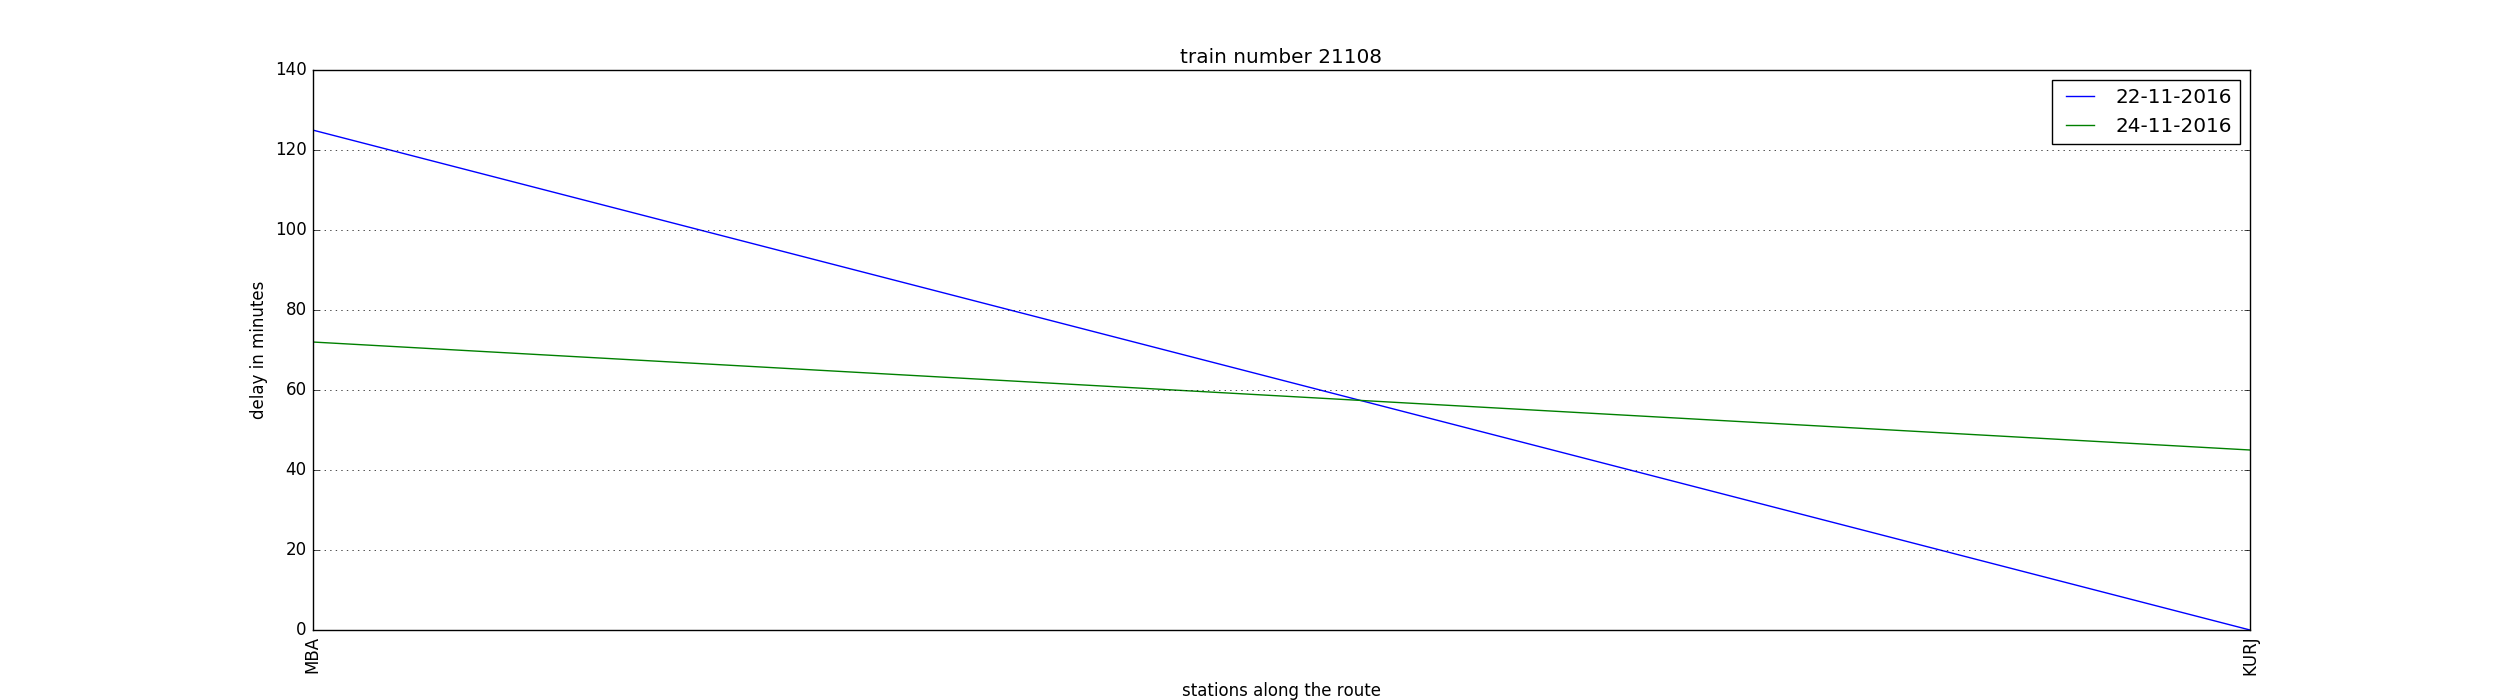 train number 21108
140
120
100
80
60
40
20
0
delay in minutes
22-11-2016
24-11-2016
MBA
KURJ
stations along the route